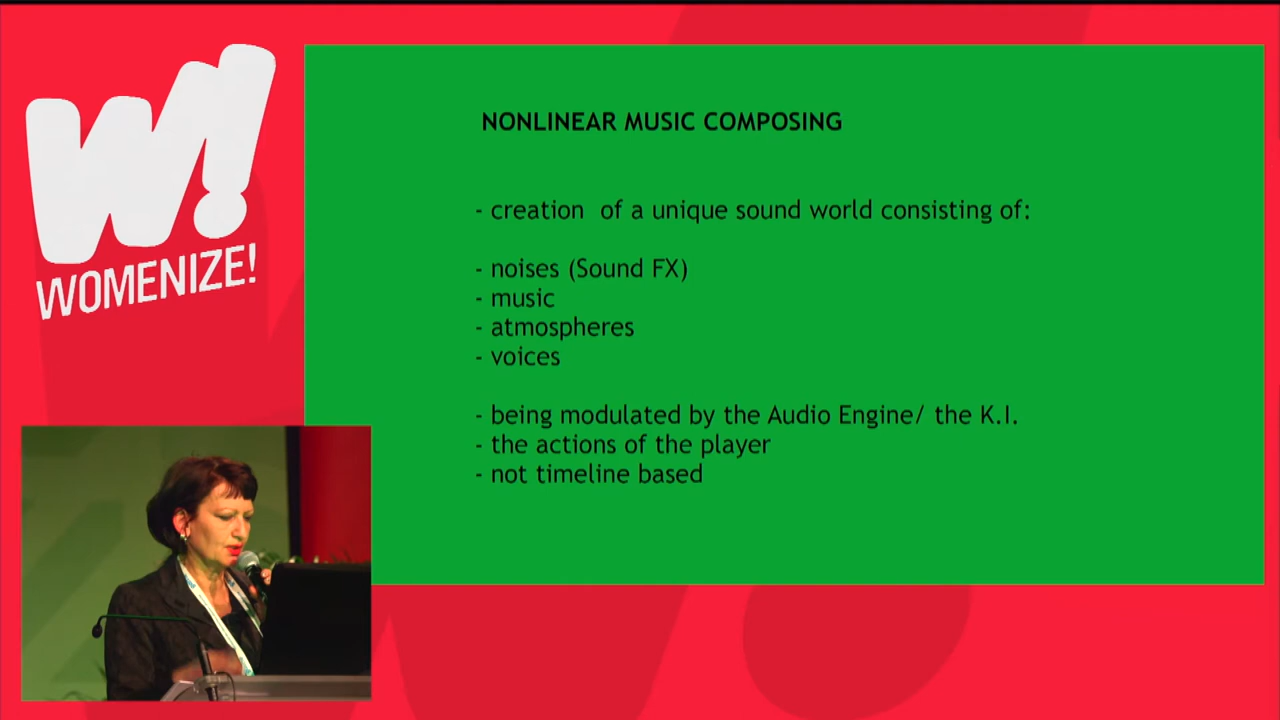 W!
WOMENIZE!
NONLINEAR MUSIC COMPOSING
- creation of a unique sound world consisting of:
- noises (Sound FX)
- music
- atmospheres
- voices
- being modulated by the Audio Engine/ the K.I.
- the actions of the player
- not timeline based